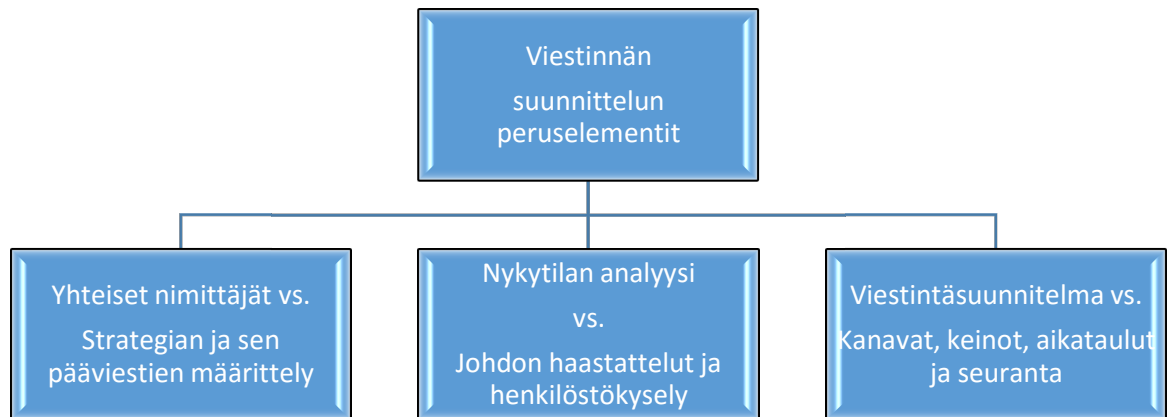 Viestinnän
suunnittelun
peruselementit
Yhteiset nimittäjät vs.
Strategian ja sen
pääviestien määrittely
Nykytilan analyysi
vs.
Johdon haastattelut ja
henkilöstökysely
Viestintäsuunnitelma vs.
Kanavat, keinot, aikataulut
ja seuranta